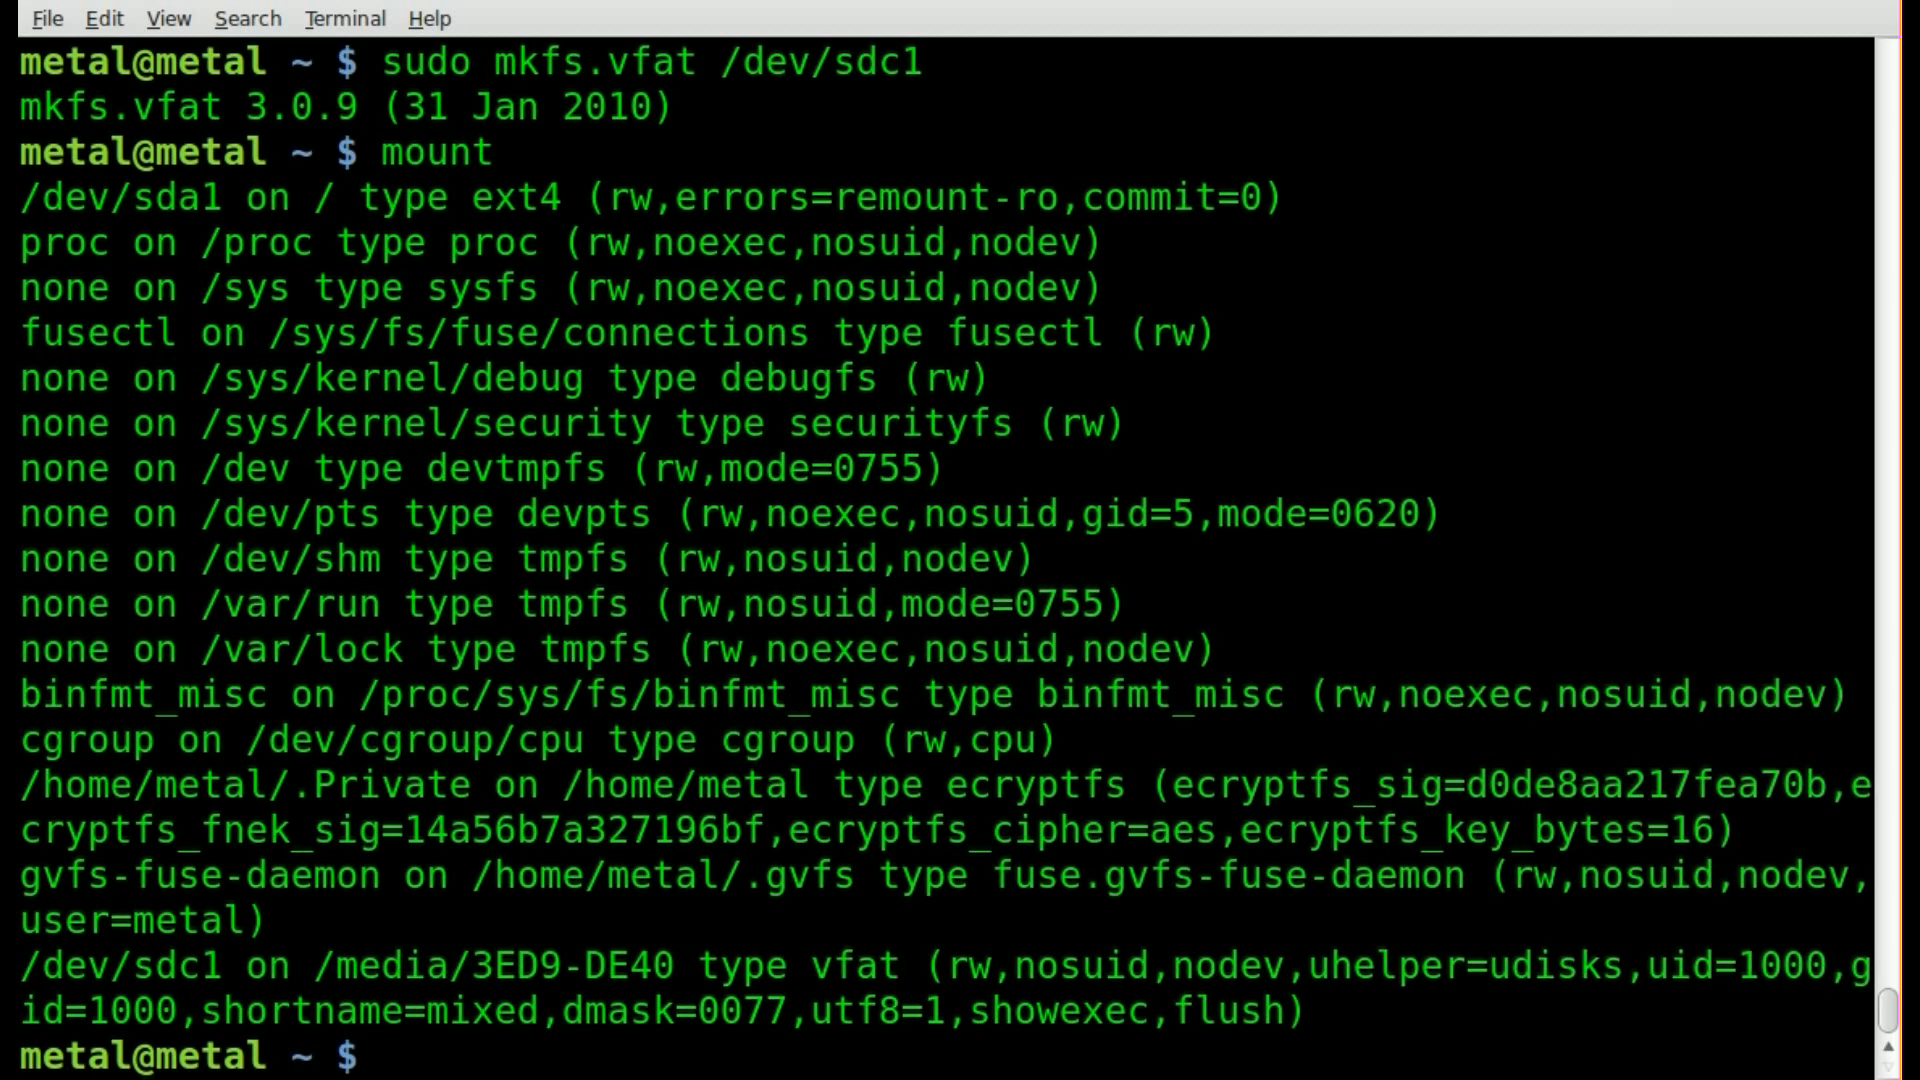 File Edit View Search Terminal Help
metal@metal ~ $ sudo mkfs.vfat /dev/sdc1
mkfs.vfat 3.0.9 (31 Jan 2010)
metal@metal ~ $ mount
/dev/sda1 on / type ext4 (rw,errors=remount-ro,commit=0)
proc on /proc type proc (rw,noexec,nosuid,nodev)
none on /sys type sysfs (rw,noexec,nosuid,nodev)
fusectl on /sys/fs/fuse/connections type fusectl (rw)
none on /sys/kernel/debug type debugfs (rw)
none on /sys/kernel/security type securityfs (rw)
none on /dev type devtmpfs (rw,mode=0755)
none on /dev/pts type devpts (rw,noexec,nosuid,gid=5,mode=0620)
none on /dev/shm type tmpfs (rw,nosuid,nodev)
none on /var/run type tmpfs (rw,nosuid,mode=0755)
none on /var/lock type tmpfs (rw,noexec,nosuid,nodev)
binfmt_misc on /proc/sys/fs/binfmt_misc type binfmt_misc (rw,noexec,nosuid,nodev)
cgroup on /dev/cgroup/cpu type cgroup (rw,cpu)
/home/metal/.Private on /home/metal type ecryptfs (ecryptfs_sig=d0de8aa217fea70b,e
cryptfs_fnek_sig=14a56b7a327196bf,ecryptfs_cipher=aes,ecryptfs_key_bytes=16)
gvfs-fuse-daemon on /home/metal/.gvfs type fuse.gvfs-fuse-daemon (rw,nosuid,nodev,
user=metal)
/dev/sdc1 on /media/3ED9-DE40 type vfat (rw,nosuid,nodev,uhelper=udisks,uid=1000,g
id=1000,shortname=mixed,dmask=0077,utf8=1,showexec,flush)
metal@metal ~ $